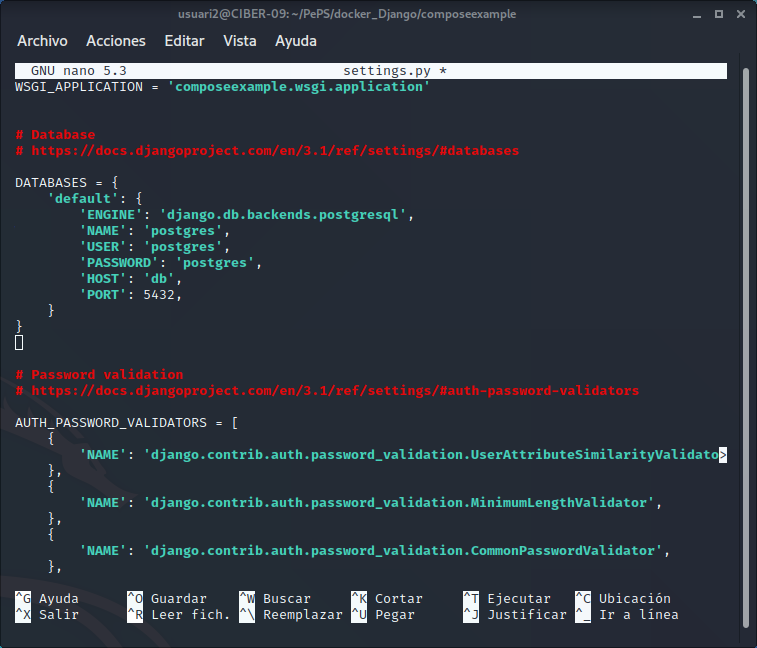 usuari2@CIBER-09: ~/PePS/docker_Django/composeexample
Archivo Acciones Editar Vista Ayuda
GNU nano 5.3 settings.py *
WSGI_APPLICATION = 'composeexample.wsgi.application'
# Database
# https://docs.djangoproject.com/en/3.1/ref/settings/#databases
DATABASES = {
    'default': {
        'ENGINE': 'django.db.backends.postgresql',
        'NAME': 'postgres',
        'USER': 'postgres',
        'PASSWORD': 'postgres',
        'HOST': 'db',
        'PORT': 5432,
    }
}
# Password validation
# https://docs.djangoproject.com/en/3.1/ref/settings/#auth-password-validators
AUTH_PASSWORD_VALIDATORS = [
    {
        'NAME': 'django.contrib.auth.password_validation.UserAttributeSimilarityValidato>
    },
    {
        'NAME': 'django.contrib.auth.password_validation.MinimumLengthValidator',
    },
    {
        'NAME': 'django.contrib.auth.password_validation.CommonPasswordValidator',
    },
^G Ayuda ^O Guardar ^W Buscar ^K Cortar ^T Ejecutar ^C Ubicación
^X Salir ^R Leer fich. ^\ Reemplazar ^U Pegar ^J Justificar ^_ Ir a línea